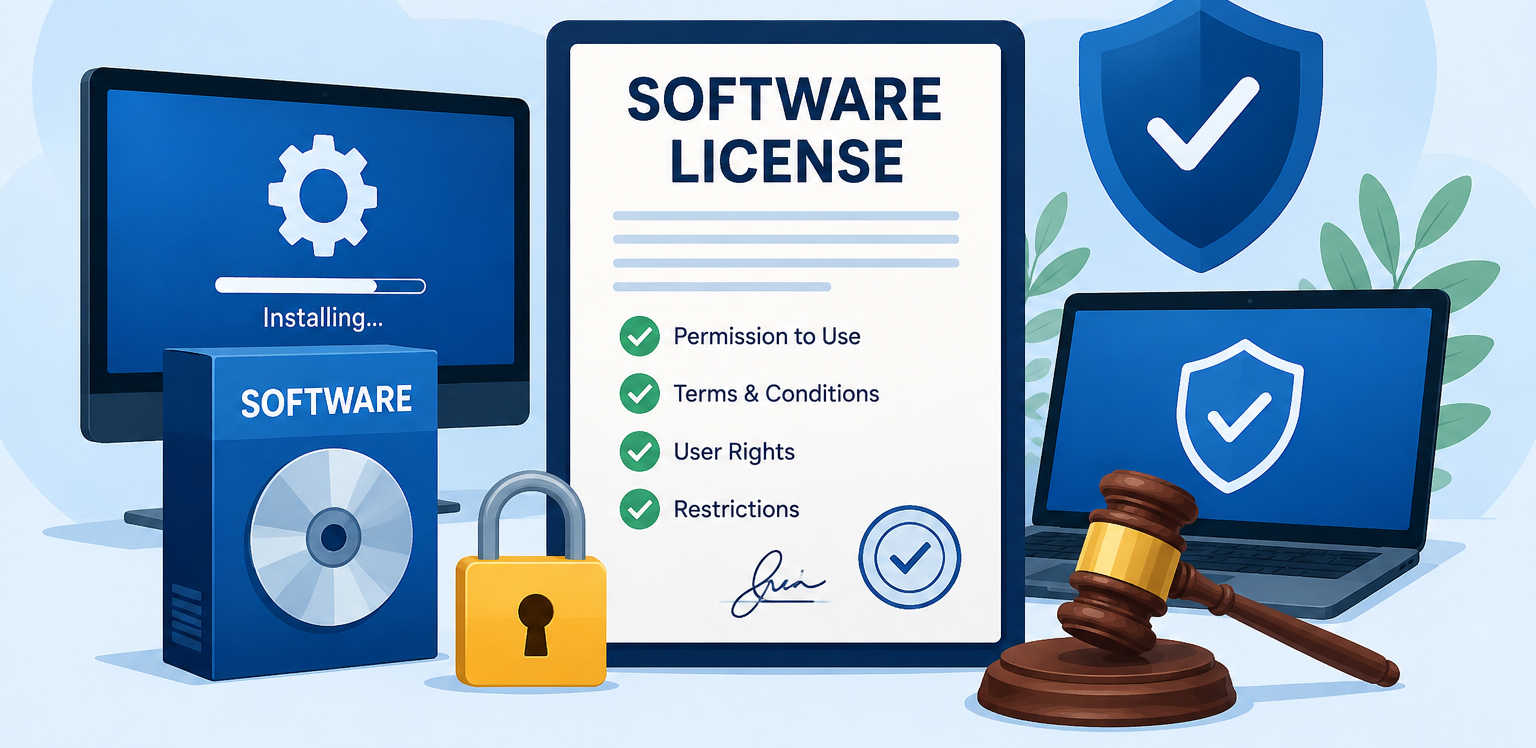 SOFTWARE
LICENSE
Installing...
SOFTWARE
Permission to Use
Terms & Conditions
User Rights
Restrictions